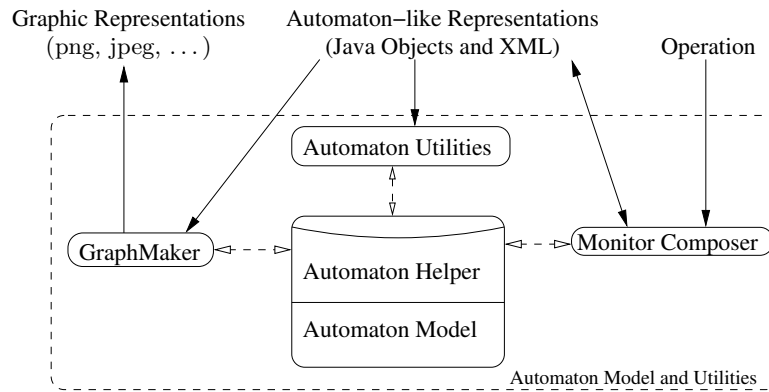 Graphic Representations
(png, jpeg, ...)
Automaton-like Representations
(Java Objects and XML)
Operation
Automaton Utilities
GraphMaker
Automaton Helper
Monitor Composer
Automaton Model
Automaton Model and Utilities